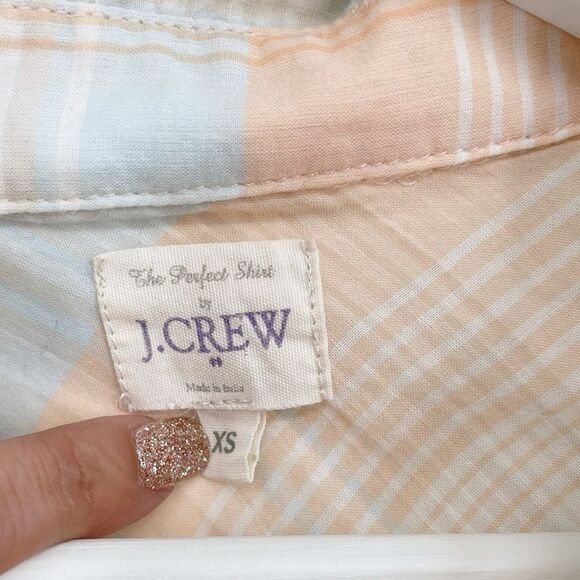 The Perfect Shirt
by
J.CREW
Made in India
XS